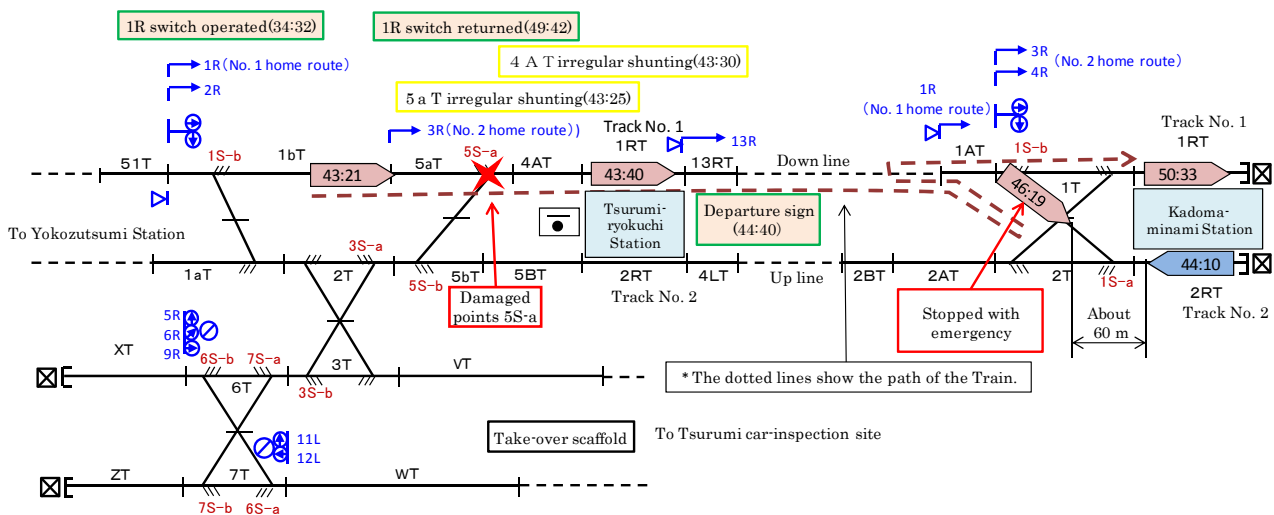 1R switch operated(34:32)
1R switch returned(49:42)
4 A T irregular shunting(43:30)
5 a T irregular shunting(43:25)
1R(No. 1 home route)
2R
3R(No. 2 home route))
3R
(No. 2 home route)
4R
1R
(No. 1 home route)
Track No. 1
1RT
13R
Track No. 1
1RT
51T
1S-b
1bT
43:21
5aT
5S-a
4AT
43:40
13RT
Down line
1AT
1S-b
1T
46:19
50:33
To Yokozutsumi Station
Tsurumi-
ryokuchi
Station
Departure sign
(44:40)
Kadoma-
minami Station
3S-a
1aT
2T
5S-b
5bT
5BT
2RT
4LT
Up line
2BT
2AT
2T
1S-a
44:10
2RT
Track No. 2
Track No. 2
Damaged
points 5S-a
Stopped with
emergency
About
60 m
5R
6R
9R
XT
6S-b
7S-a
6T
3T
3S-b
VT
* The dotted lines show the path of the Train.
11L
12L
Take-over scaffold
To Tsurumi car-inspection site
ZT
7T
WT
7S-b
6S-a